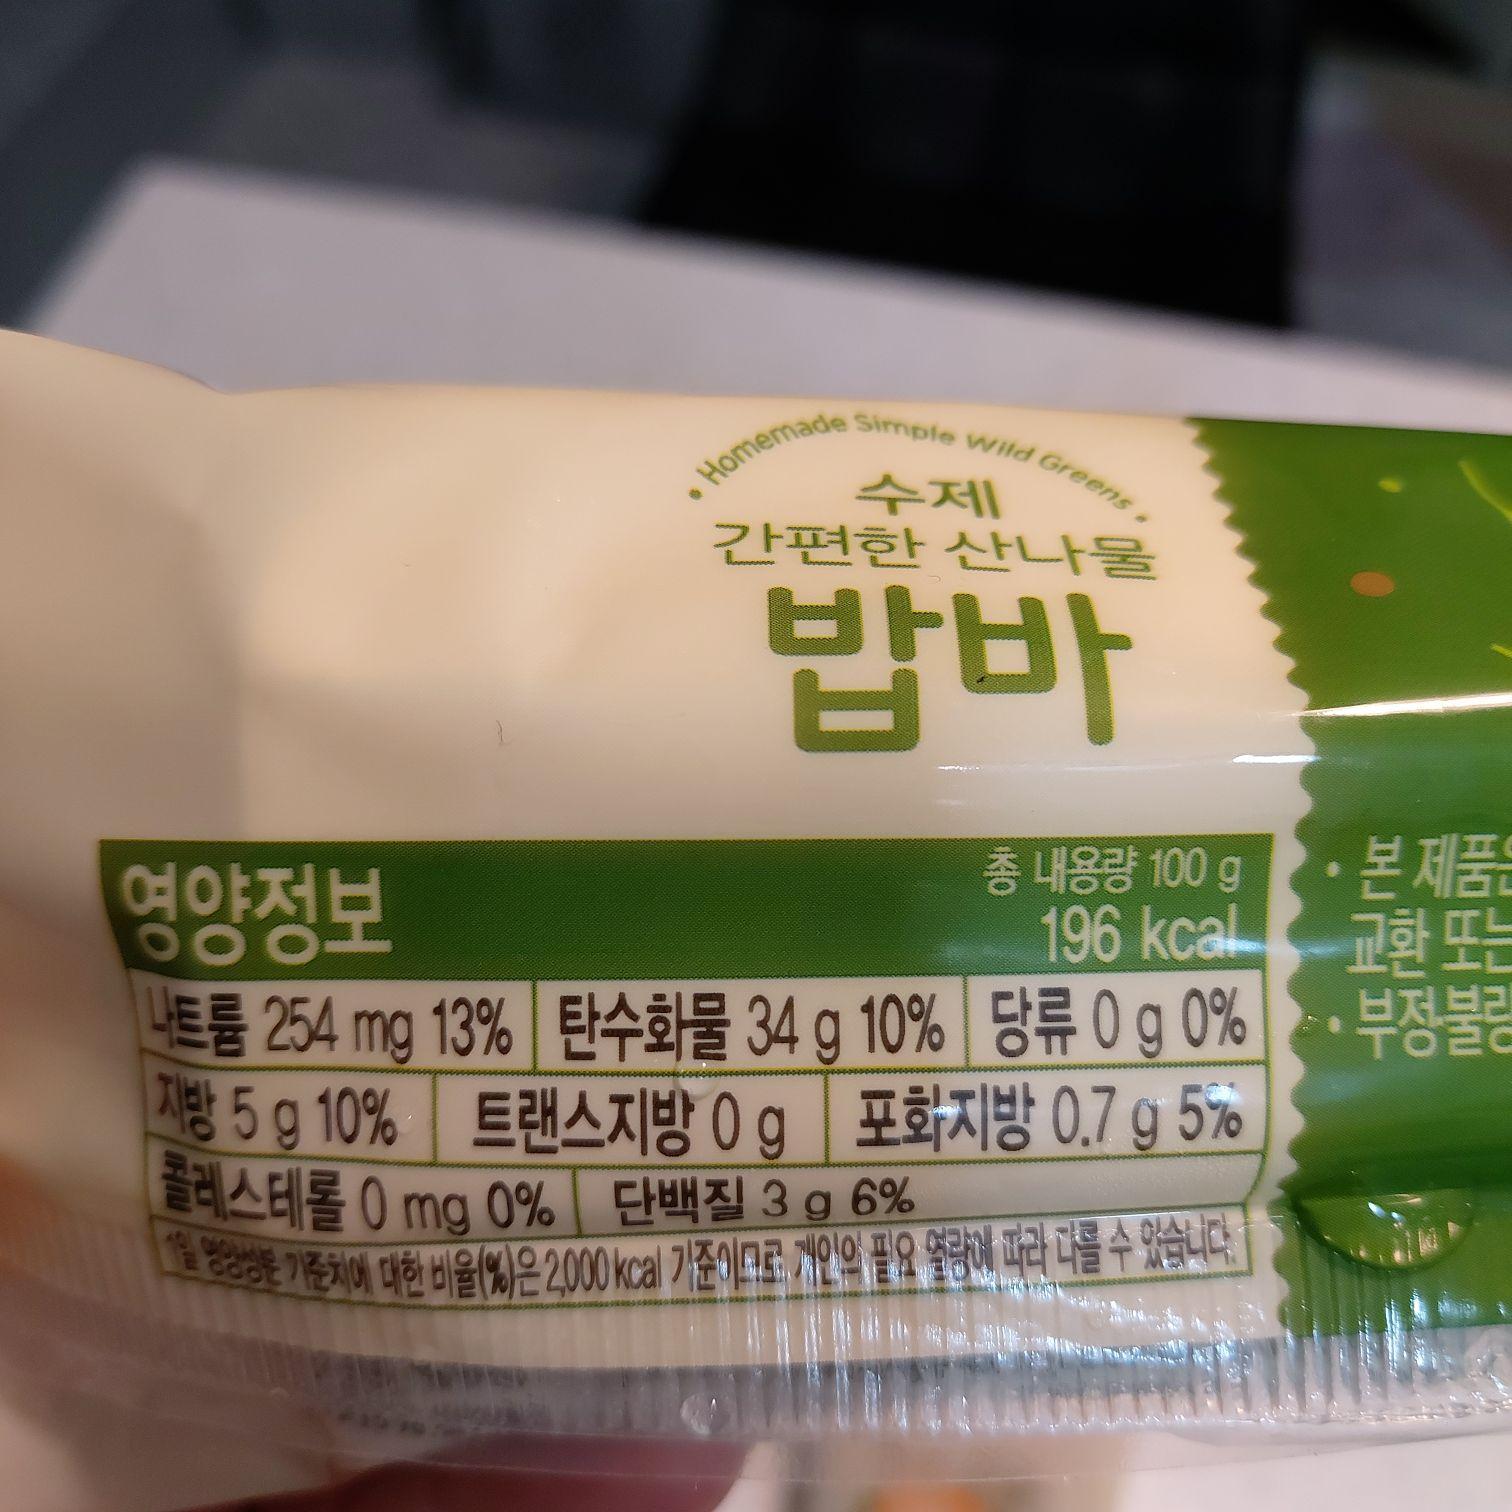 • Homemade Simple Wild Greens •
수제
간편한 산나물
밥바
영양정보
총 내용량 100 g
196 kcal
나트륨 254 mg 13% 탄수화물 34 g 10% 당류 0 g 0%
지방 5 g 10% 트랜스지방 0 g 포화지방 0.7 g 5%
콜레스테롤 0 mg 0% 단백질 3 g 6%
1일 영양성분 기준치에 대한 비율(%)은 2,000 kcal 기준이므로 개인의 필요 열량에 따라 다를 수 있습니다.
• 본 제품은
교환 또는
• 부정·불량